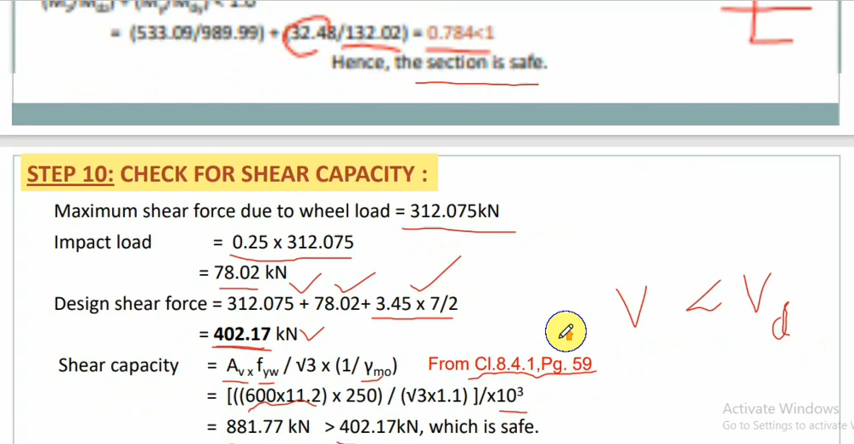 = (533.09/989.99) + (32.48/132.02) = 0.784<1
Hence, the section is safe.
STEP 10: CHECK FOR SHEAR CAPACITY :
Maximum shear force due to wheel load = 312.075kN
Impact load = 0.25 x 312.075
= 78.02 kN
Design shear force = 312.075 + 78.02+ 3.45 x 7/2
= 402.17 kN
V < Vd
Shear capacity = Avx fyw / √3 x (1/ γmo) From Cl.8.4.1,Pg. 59
= [((600x11.2) x 250) / (√3x1.1) ]/x10³
= 881.77 kN > 402.17kN, which is safe.
Activate Windows
Go to Settings to activate